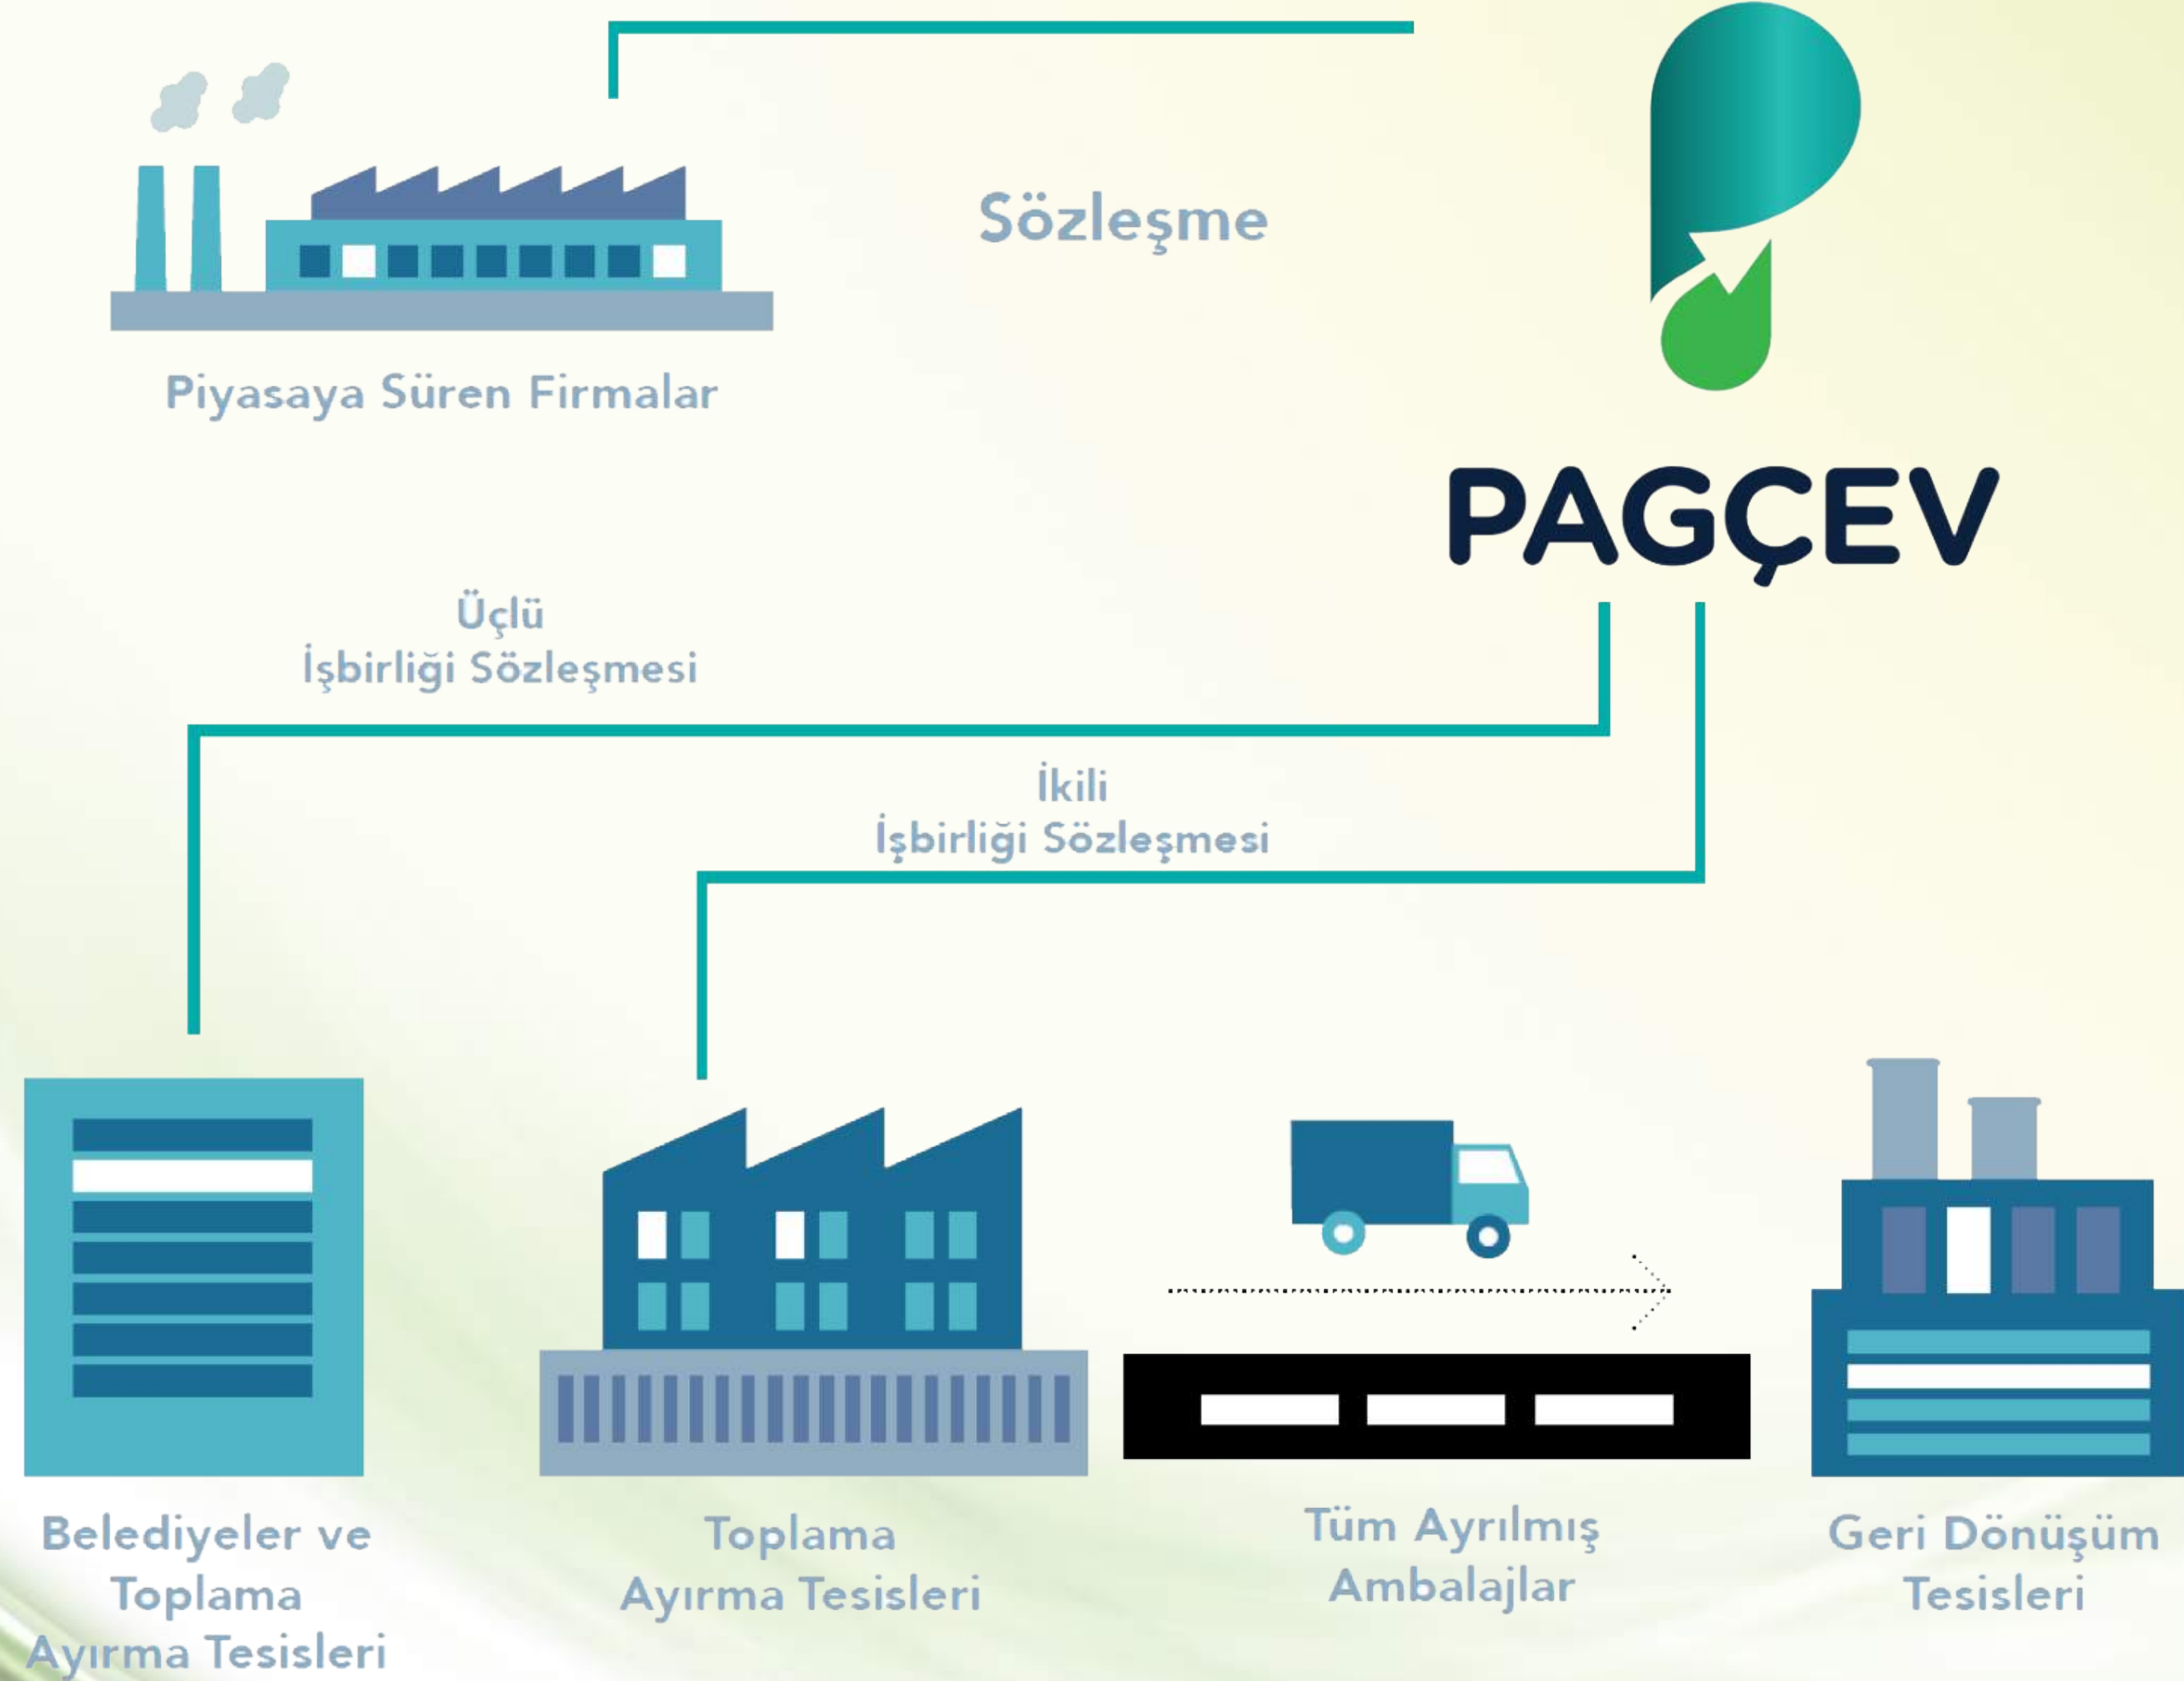 Sözleşme
Piyasaya Süren Firmalar
PAGÇEV
Üçlü
İşbirliği Sözleşmesi
İkili
İşbirliği Sözleşmesi
Belediyeler ve
Toplama
Ayırma Tesisleri
Toplama
Ayırma Tesisleri
Tüm Ayrılmış
Ambalajlar
Geri Dönüşüm
Tesisleri